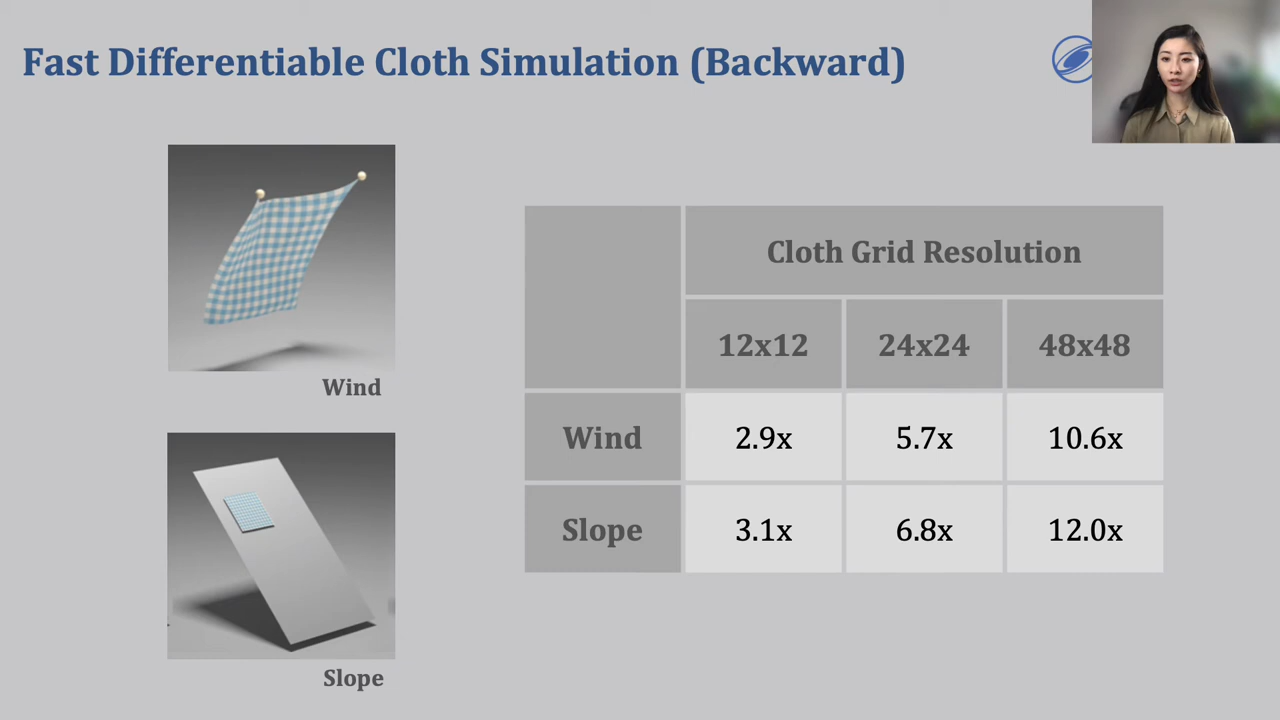 Fast Differentiable Cloth Simulation (Backward)
Wind
Slope
Cloth Grid Resolution
12x12 24x24 48x48
Wind 2.9x 5.7x 10.6x
Slope 3.1x 6.8x 12.0x